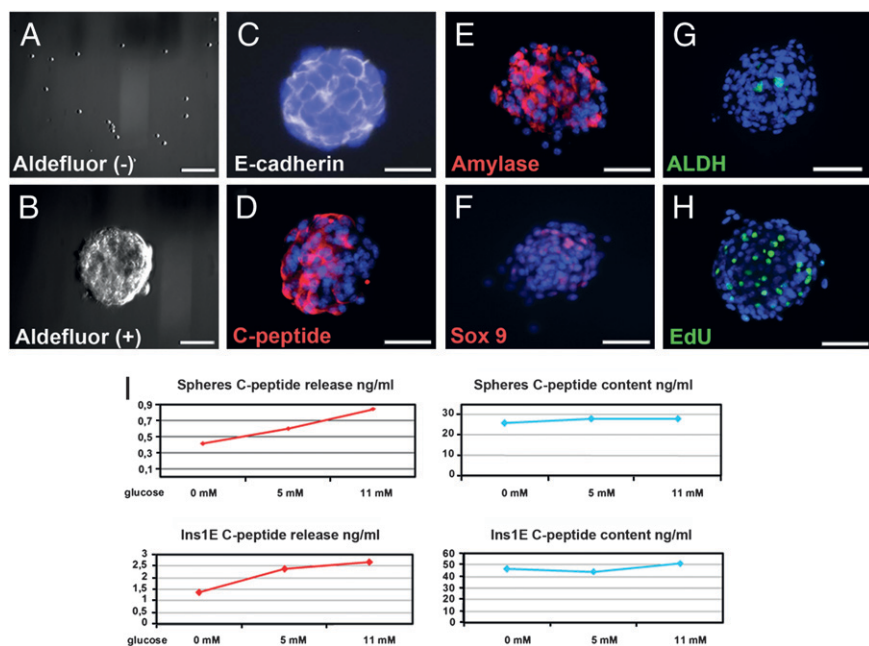 A
Aldefluor (-)
C
E-cadherin
E
Amylase
G
ALDH
B
Aldefluor (+)
D
C-peptide
F
Sox 9
H
EdU
I
Spheres C-peptide release ng/ml
0,9
0,7
0,5
0,3
0,1
glucose 0 mM 5 mM 11 mM
Spheres C-peptide content ng/ml
30
20
10
0
0 mM 5 mM 11 mM
Ins1E C-peptide release ng/ml
3
2,5
2
1,5
1
0,5
0
glucose 0 mM 5 mM 11 mM
Ins1E C-peptide content ng/ml
60
50
40
30
20
10
0
0 mM 5 mM 11 mM